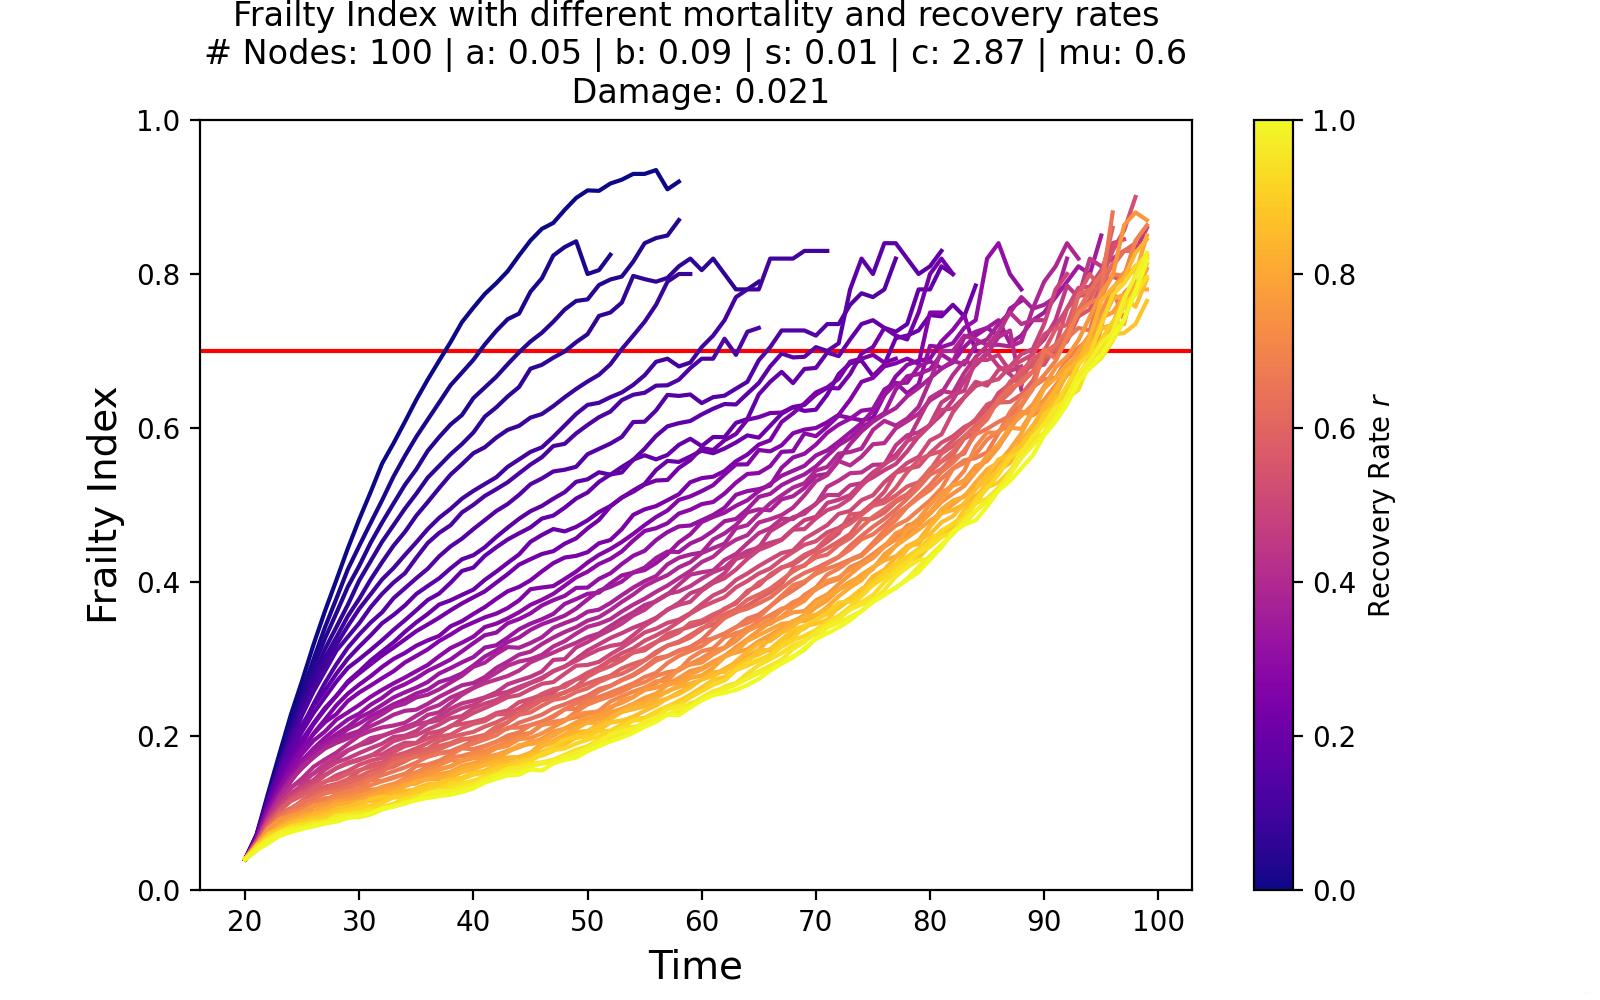 Frailty Index with different mortality and recovery rates
# Nodes: 100 | a: 0.05 | b: 0.09 | s: 0.01 | c: 2.87 | mu: 0.6
Damage: 0.021
1.0
0.8
0.6
0.4
0.2
0.0
Frailty Index
20 30 40 50 60 70 80 90 100
Time
1.0
0.8
0.6
0.4
0.2
0.0
Recovery Rate r